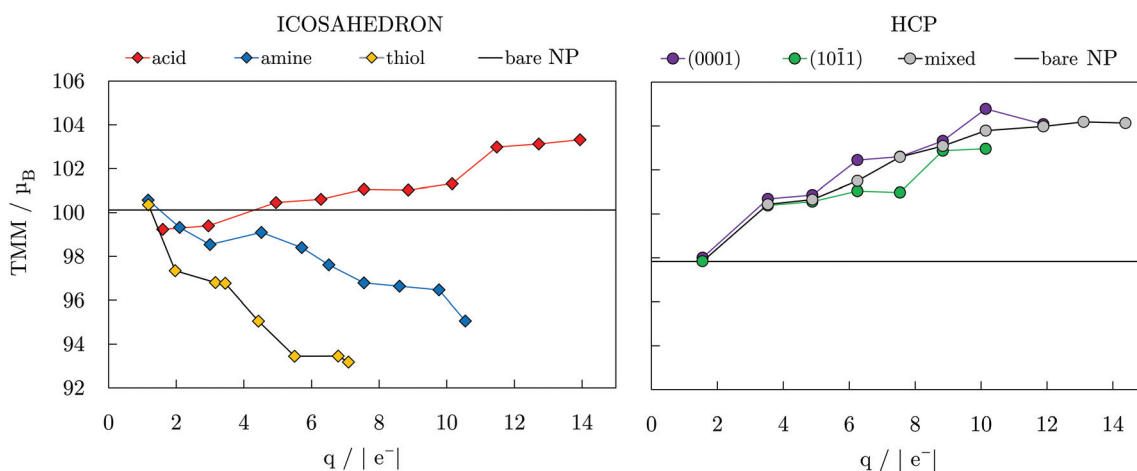 ICOSAHEDRON
acid amine thiol bare NP
TMM / μB
106
104
102
100
98
96
94
92
0 2 4 6 8 10 12 14
q / | e⁻|
HCP
(0001) (101̄1) mixed bare NP
0 2 4 6 8 10 12 14
q / | e⁻|